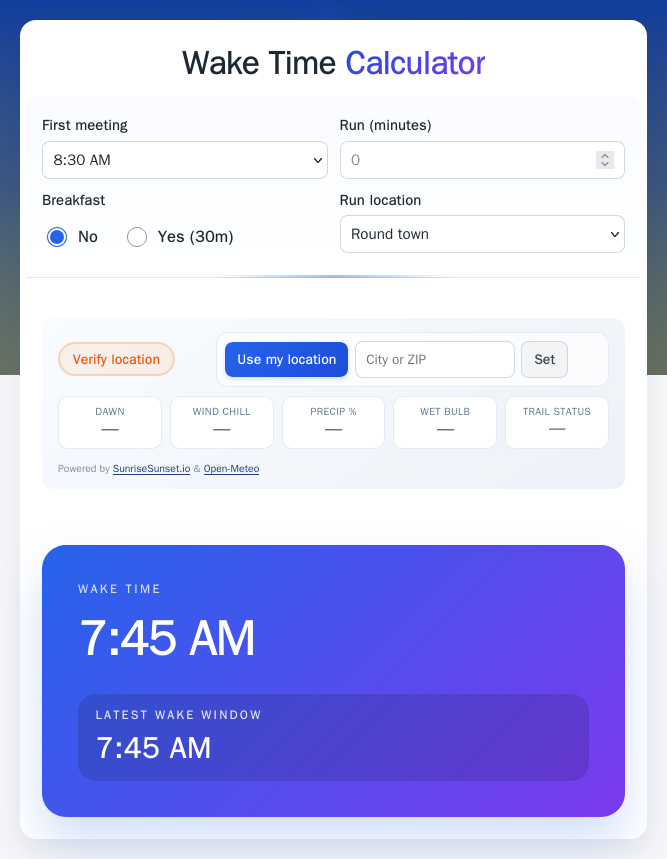 Wake Time Calculator
First meeting
8:30 AM
Run (minutes)
0
Breakfast
No
Yes (30m)
Run location
Round town
Verify location
Use my location
City or ZIP
Set
DAWN
—
WIND CHILL
—
PRECIP %
—
WET BULB
—
TRAIL STATUS
—
Powered by SunriseSunset.io & Open-Meteo
WAKE TIME
7:45 AM
LATEST WAKE WINDOW
7:45 AM